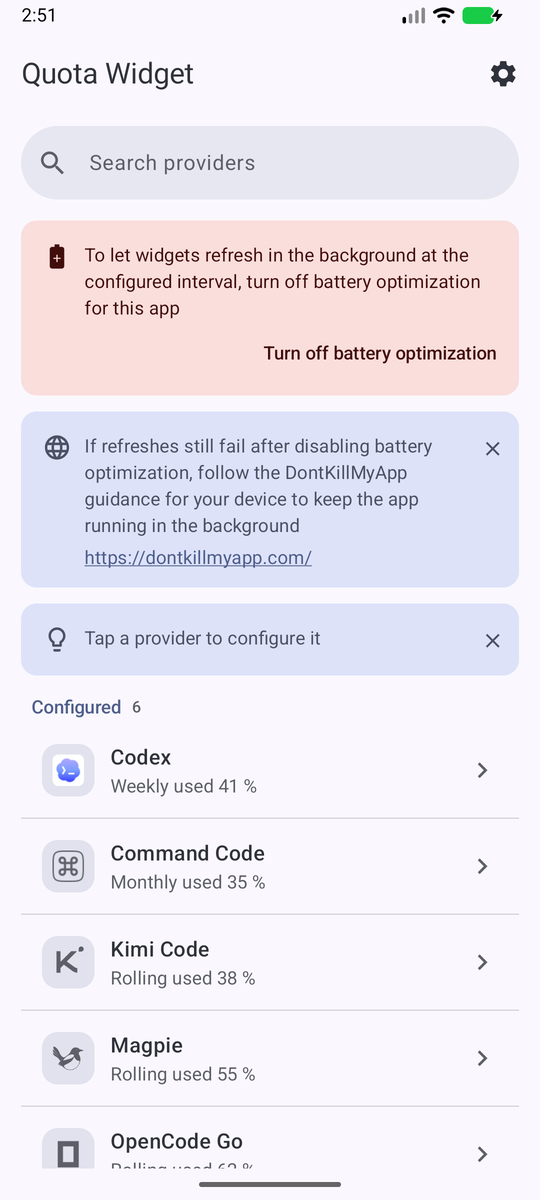 2:51
Quota Widget
Search providers
To let widgets refresh in the background at the
configured interval, turn off battery optimization
for this app
Turn off battery optimization
If refreshes still fail after disabling battery
optimization, follow the DontKillMyApp
guidance for your device to keep the app
running in the background
https://dontkillmyapp.com/
Tap a provider to configure it
Configured 6
Codex
Weekly used 41 %
Command Code
Monthly used 35 %
Kimi Code
Rolling used 38 %
Magpie
Rolling used 55 %
OpenCode Go
Rolling used